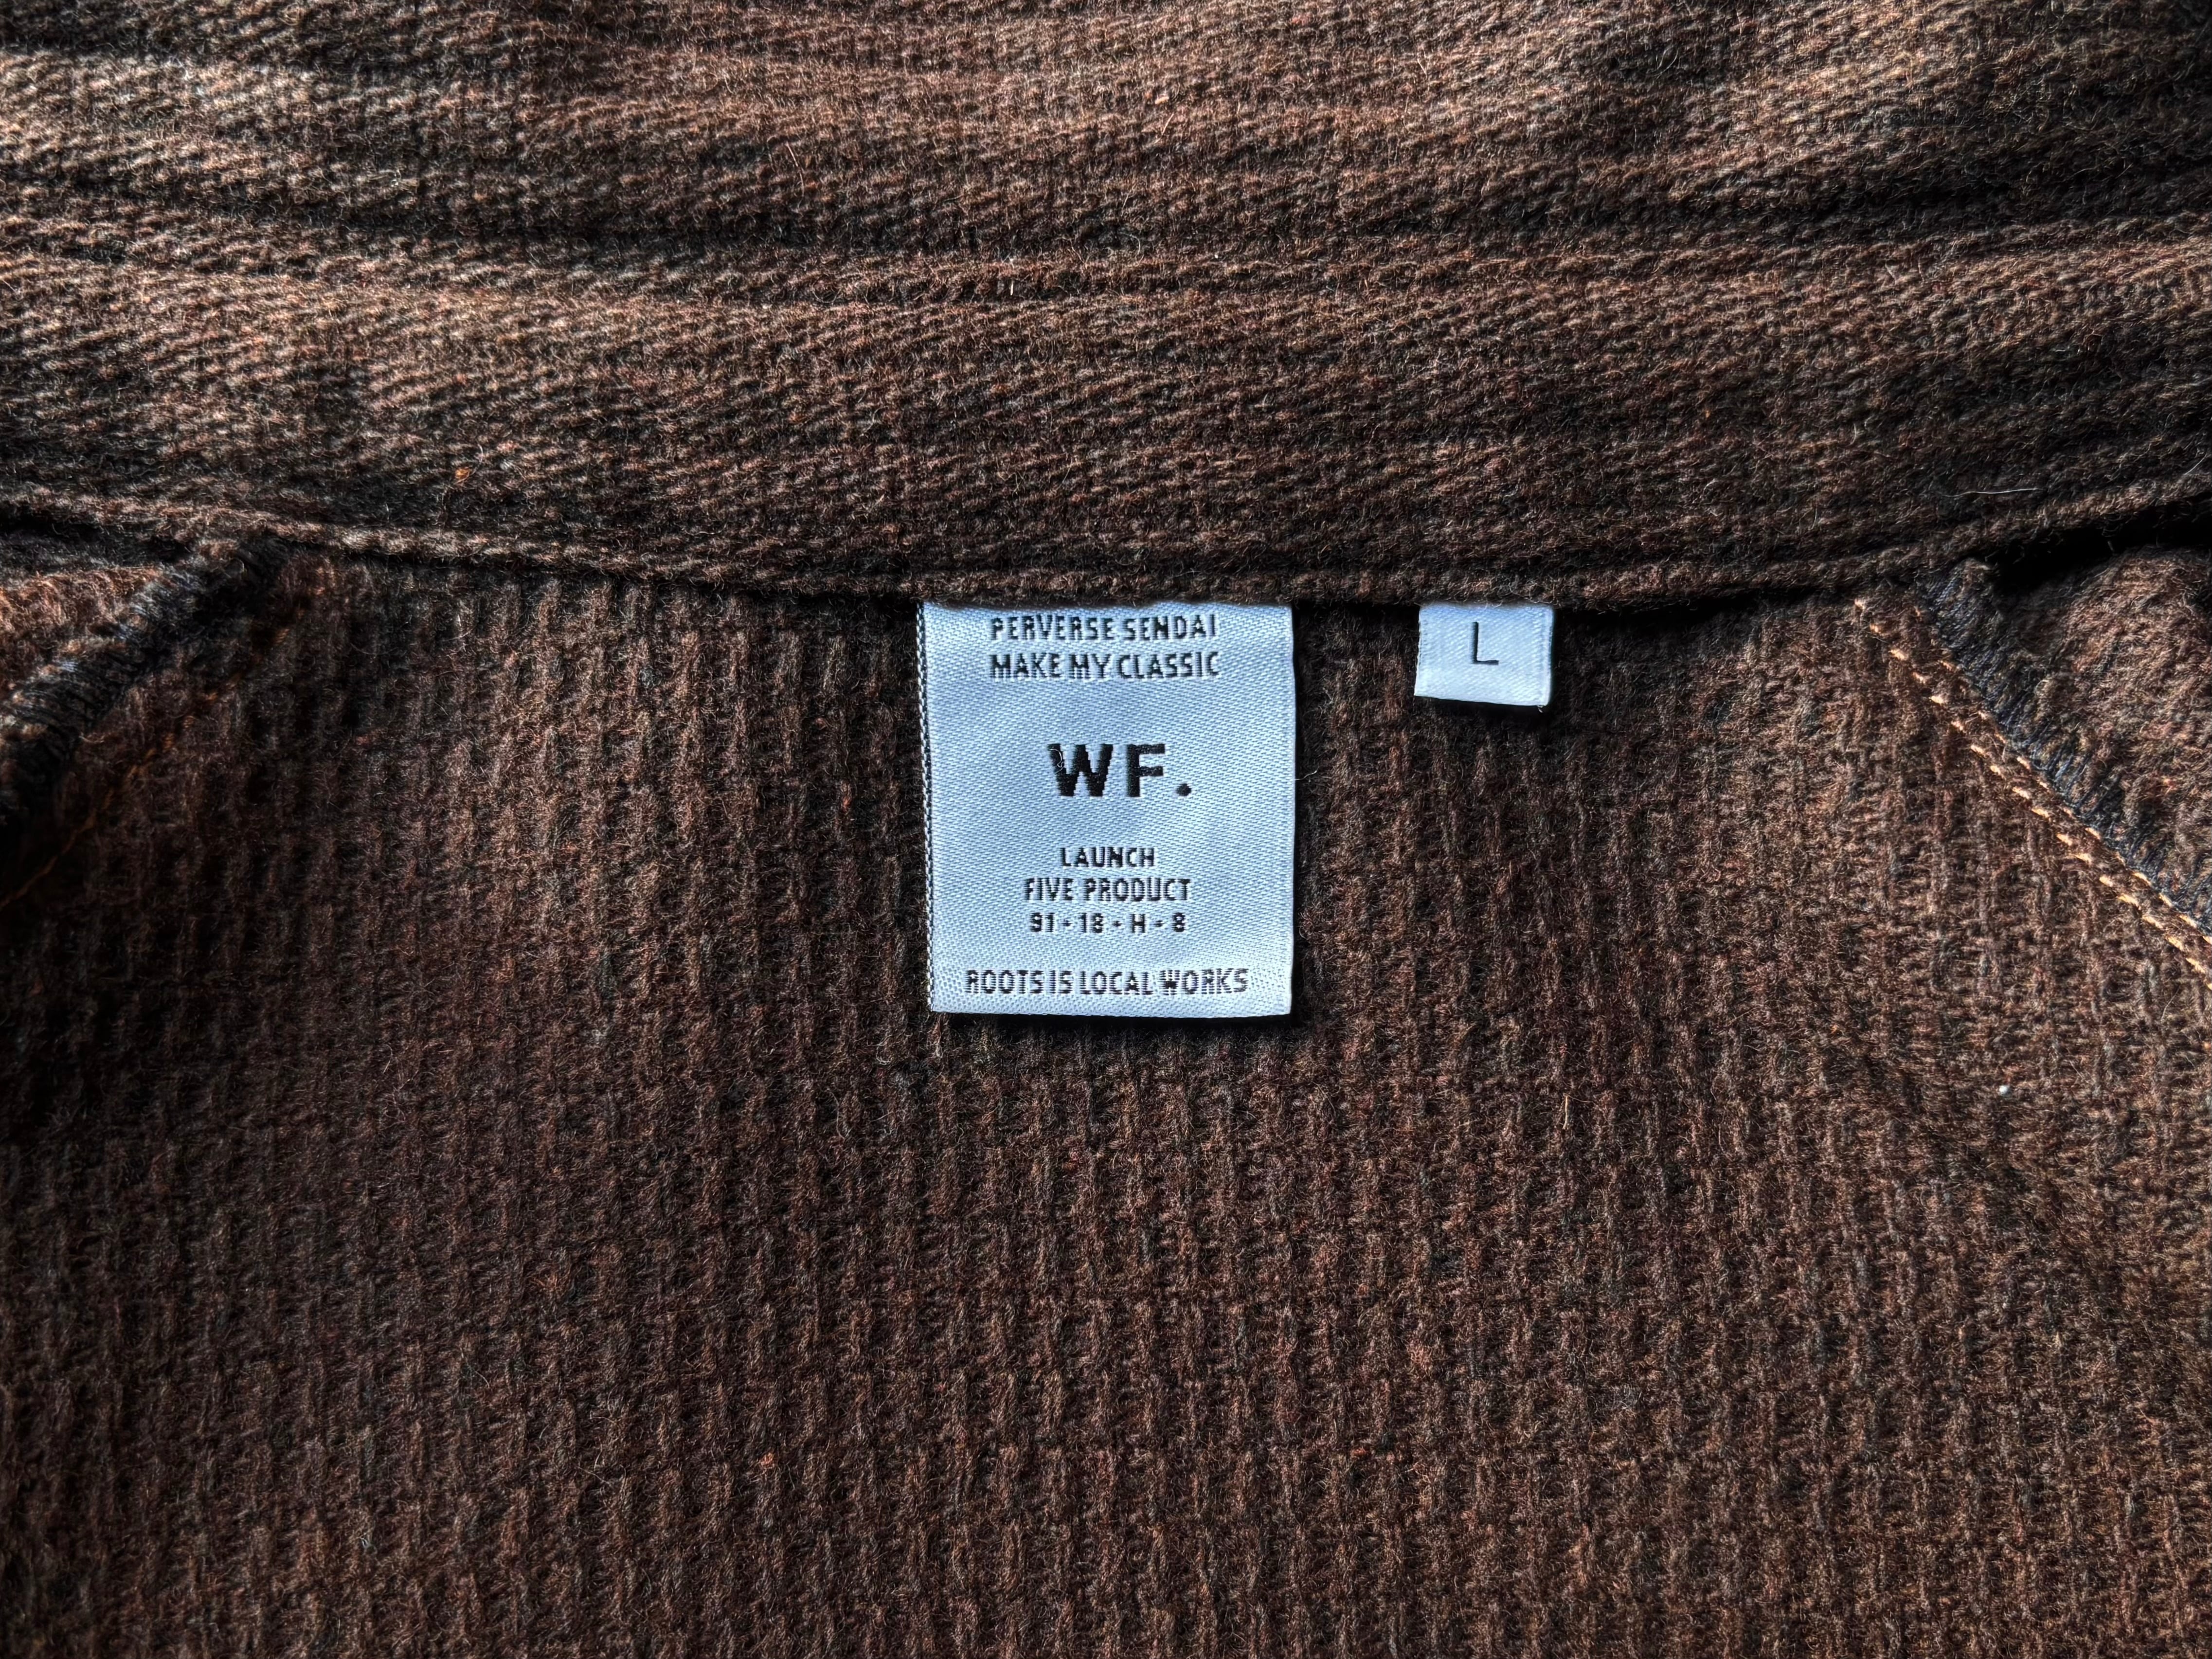 PERVERSE SENDAI
MAKE MY CLASSIC
L
WF.
LAUNCH
FIVE PRODUCT
91 - 18 - H - 8
ROOTS IS LOCAL WORKS